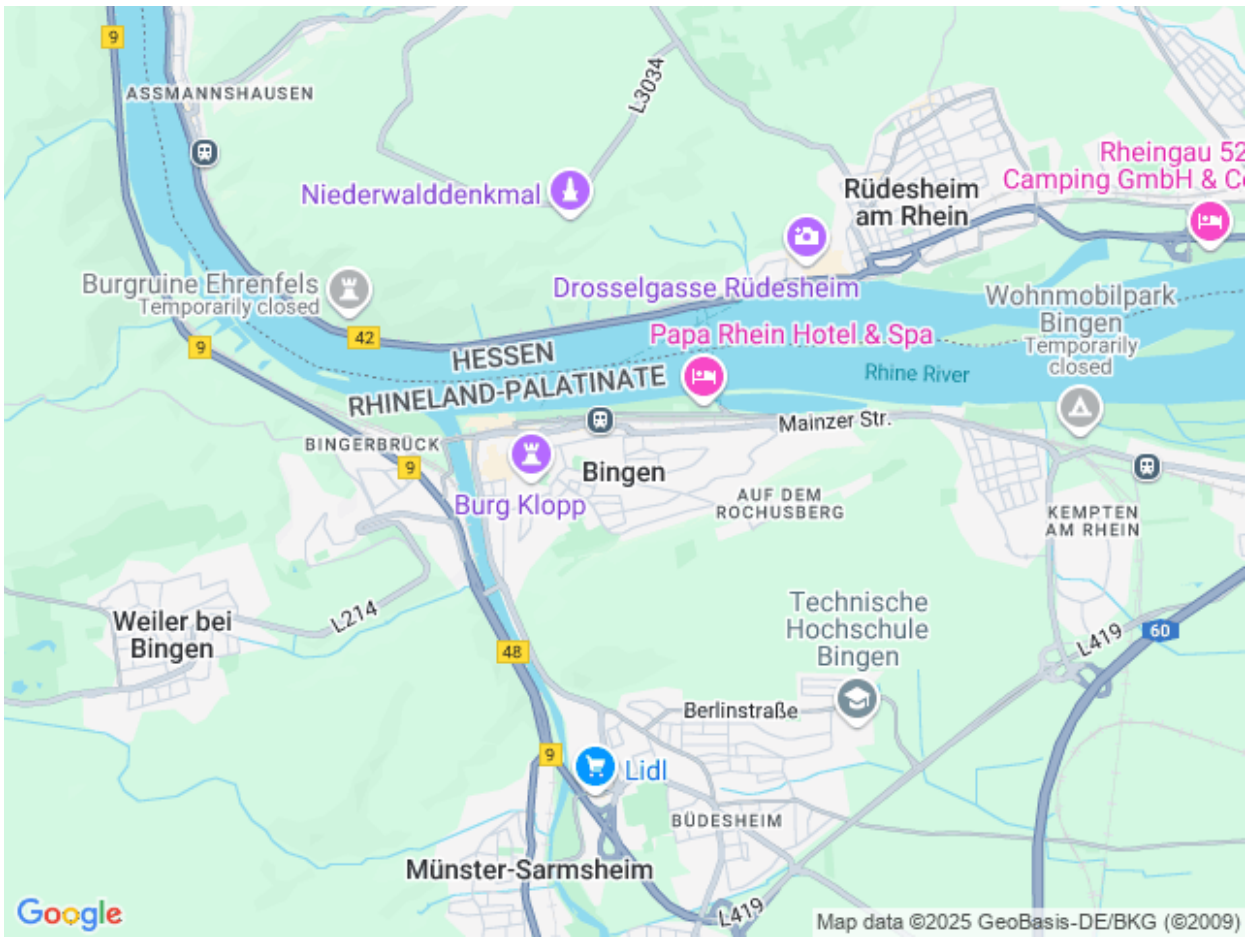 9
ASSMANNSHAUSEN
L3034
Niederwalddenkmal
Rüdesheim
am Rhein
Rheingau 52
Camping GmbH & Co
Burgruine Ehrenfels
Temporarily closed
Drosselgasse Rüdesheim
Wohnmobilpark
Bingen
Temporarily
closed
9
42
HESSEN
RHINELAND-PALATINATE
Papa Rhein Hotel & Spa
Rhine River
Mainzer Str.
BINGERBRÜCK
9
Burg Klopp
Bingen
AUF DEM
ROCHUSBERG
KEMPTEN
AM RHEIN
Weiler bei
Bingen
L214
48
Technische
Hochschule
Bingen
L419
60
Berlinstraße
9
Lidl
BÜDESHEIM
Münster-Sarmsheim
L419
Google
Map data ©2025 GeoBasis-DE/BKG (©2009)